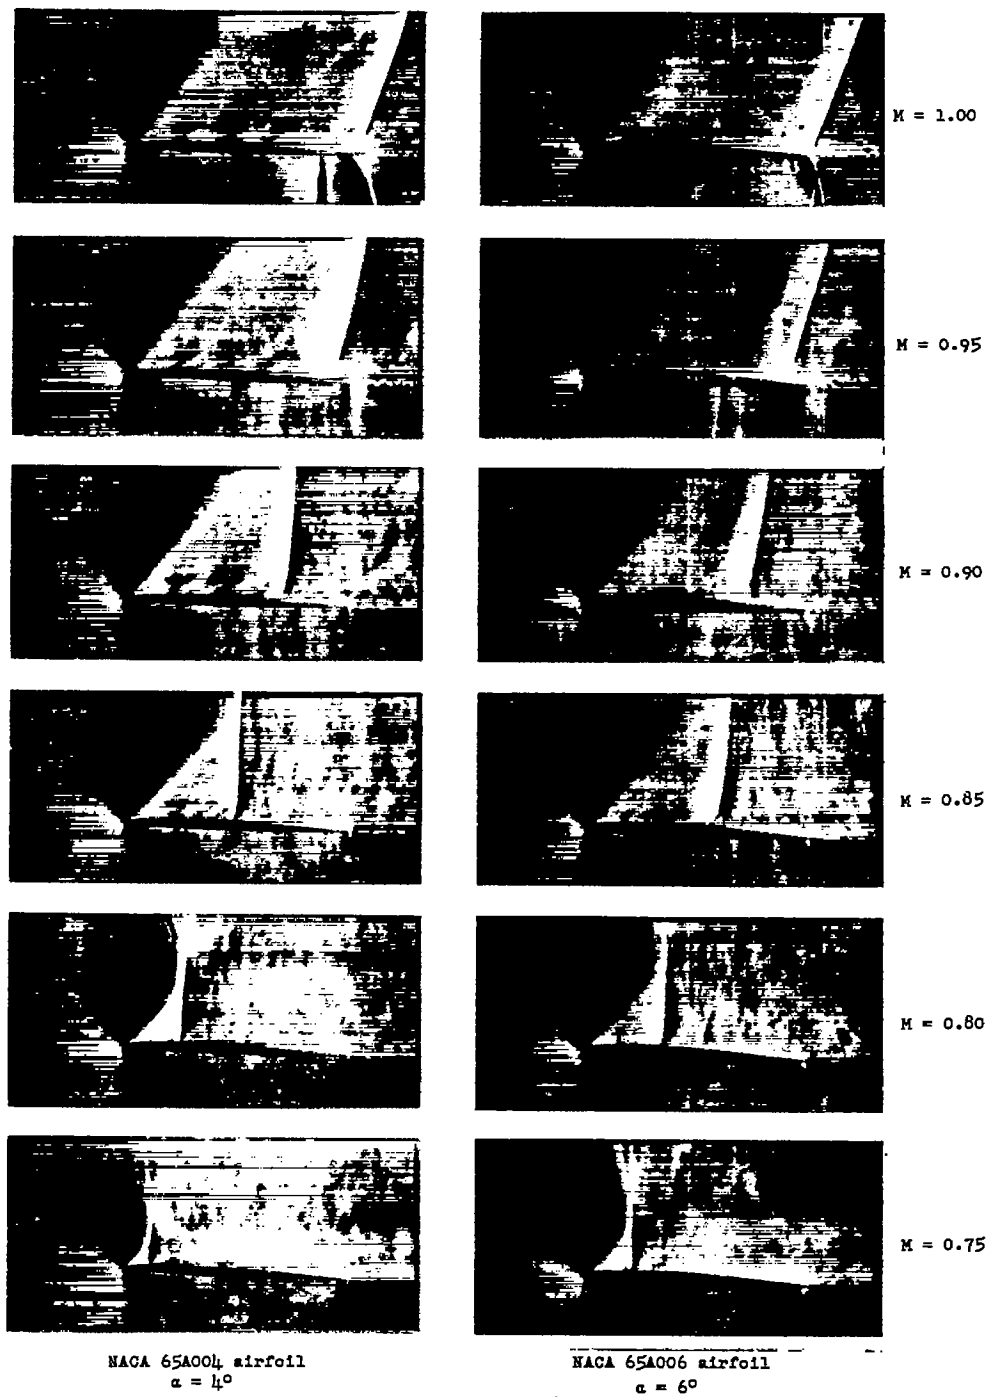 M = 1.00
M = 0.95
M = 0.90
M = 0.85
M = 0.80
M = 0.75
NACA 65A004 airfoil
α = 4°
NACA 65A006 airfoil
α = 6°